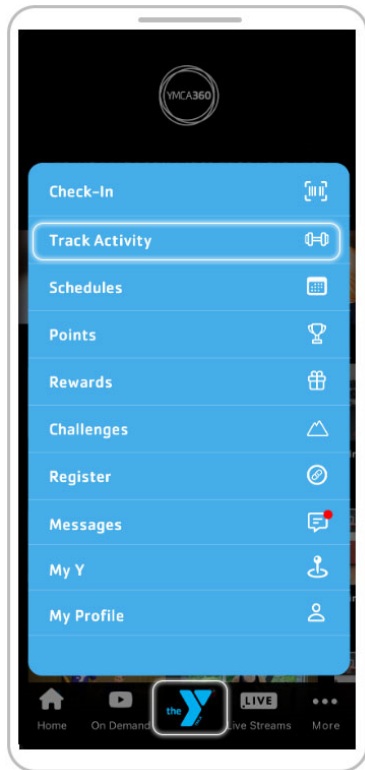 YMCA360
Check-In
Track Activity
Schedules
Points
Rewards
Challenges
Register
Messages
My Y
My Profile
the Y
LIVE
Home On Demand Live Streams More